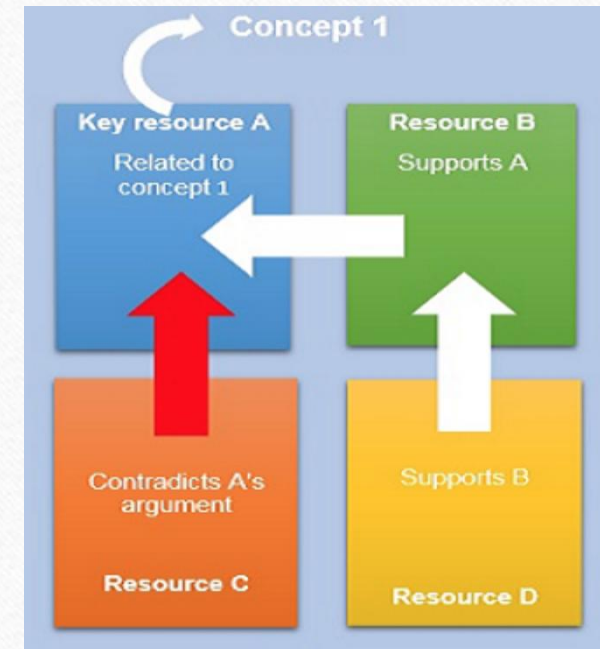 Concept 1
Key resource A
Related to
concept 1
Resource B
Supports A
Contradicts A's
argument
Resource C
Supports B
Resource D